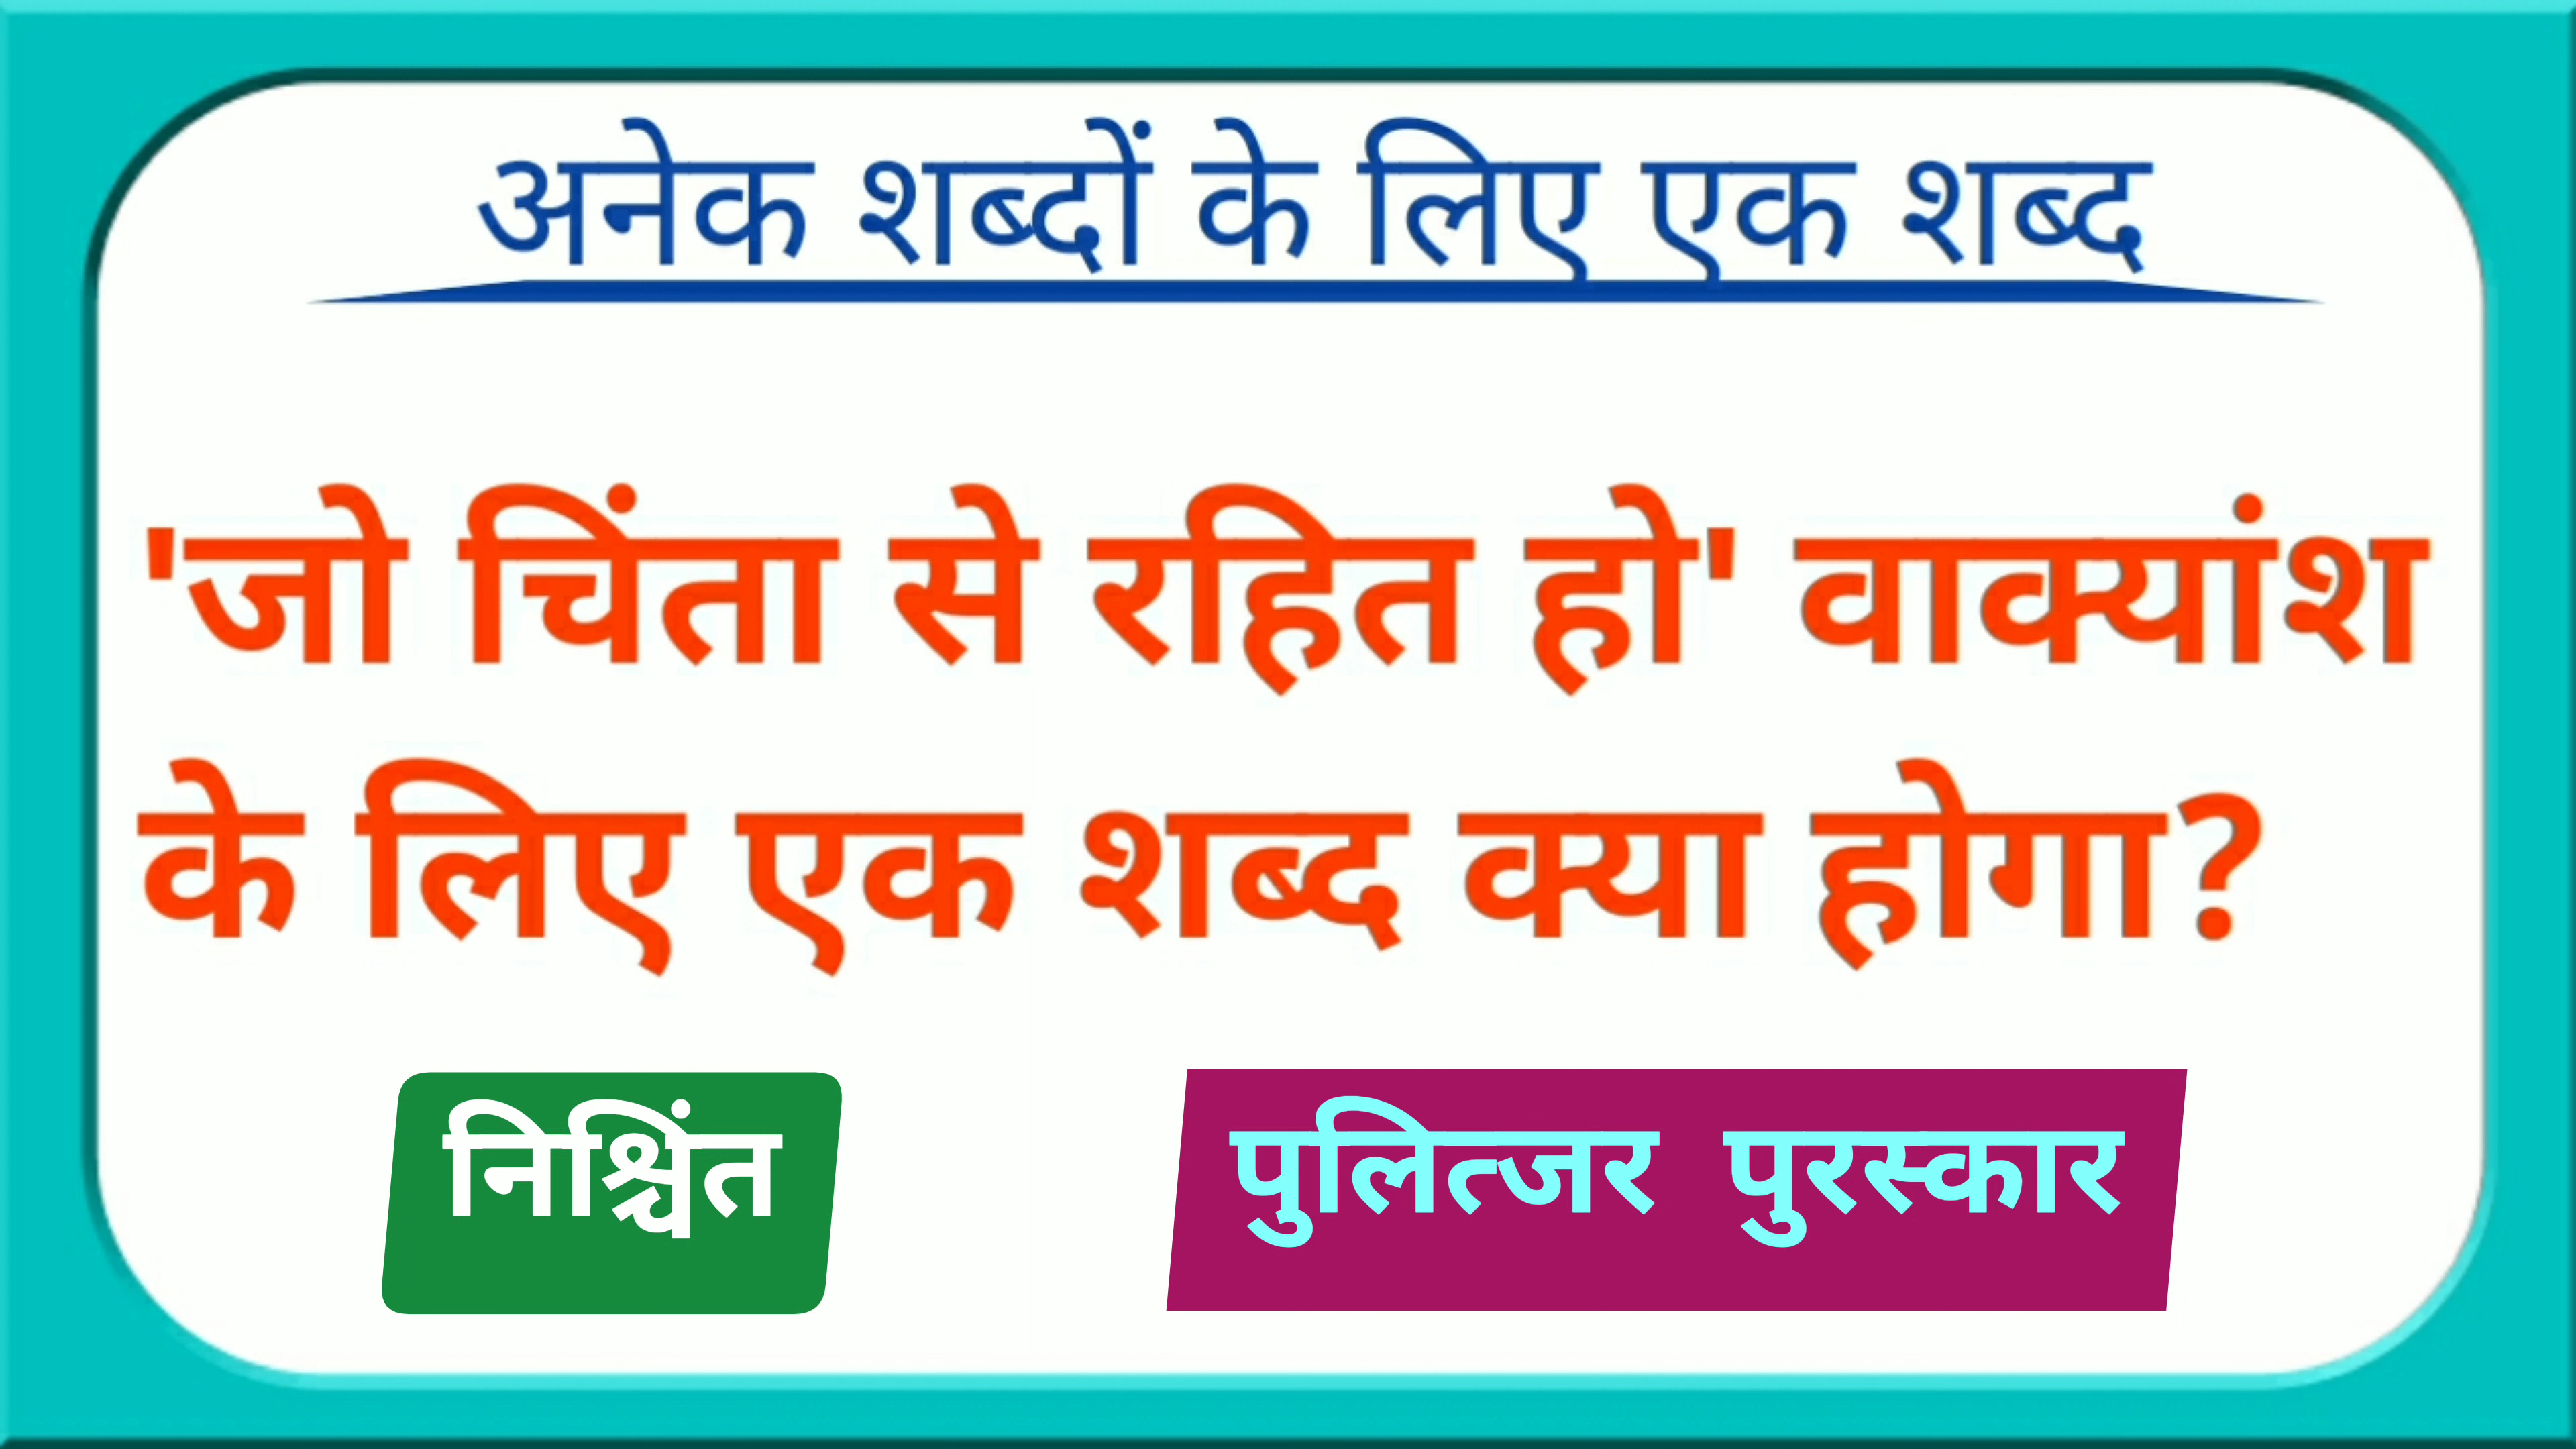 अनेक शब्दों के लिए एक शब्द
'जो चिंता से रहित हो' वाक्यांश
के लिए एक शब्द क्या होगा?
निश्चिंत
पुलित्जर पुरस्कार